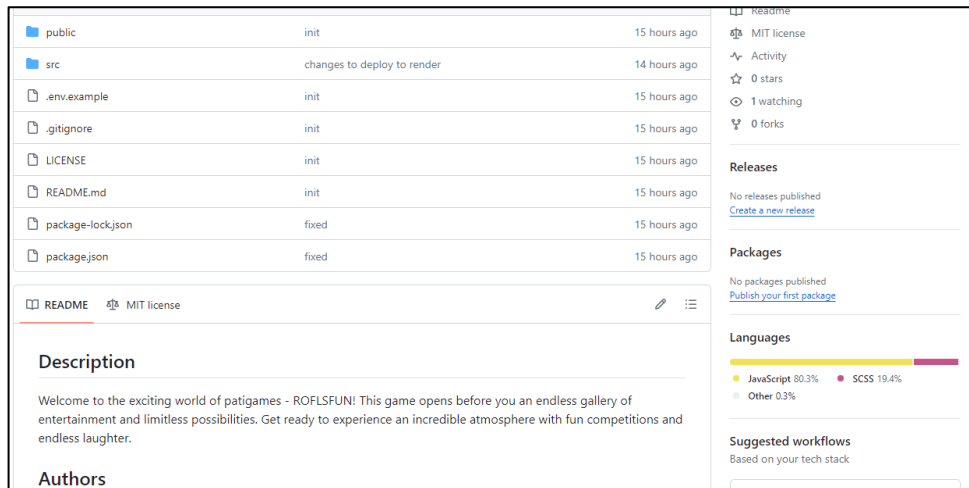 public init 15 hours ago
src changes to deploy to render 14 hours ago
.env.example init 15 hours ago
.gitignore init 15 hours ago
LICENSE init 15 hours ago
README.md init 15 hours ago
package-lock.json fixed 15 hours ago
package.json fixed 15 hours ago
README MIT license
Description
Welcome to the exciting world of patigames - ROFLSFUN! This game opens before you an endless gallery of
entertainment and limitless possibilities. Get ready to experience an incredible atmosphere with fun competitions and
endless laughter.
Authors
Readme
MIT license
Activity
0 stars
1 watching
0 forks
Releases
No releases published
Create a new release
Packages
No packages published
Publish your first package
Languages
JavaScript 80.3% SCSS 19.4%
Other 0.3%
Suggested workflows
Based on your tech stack